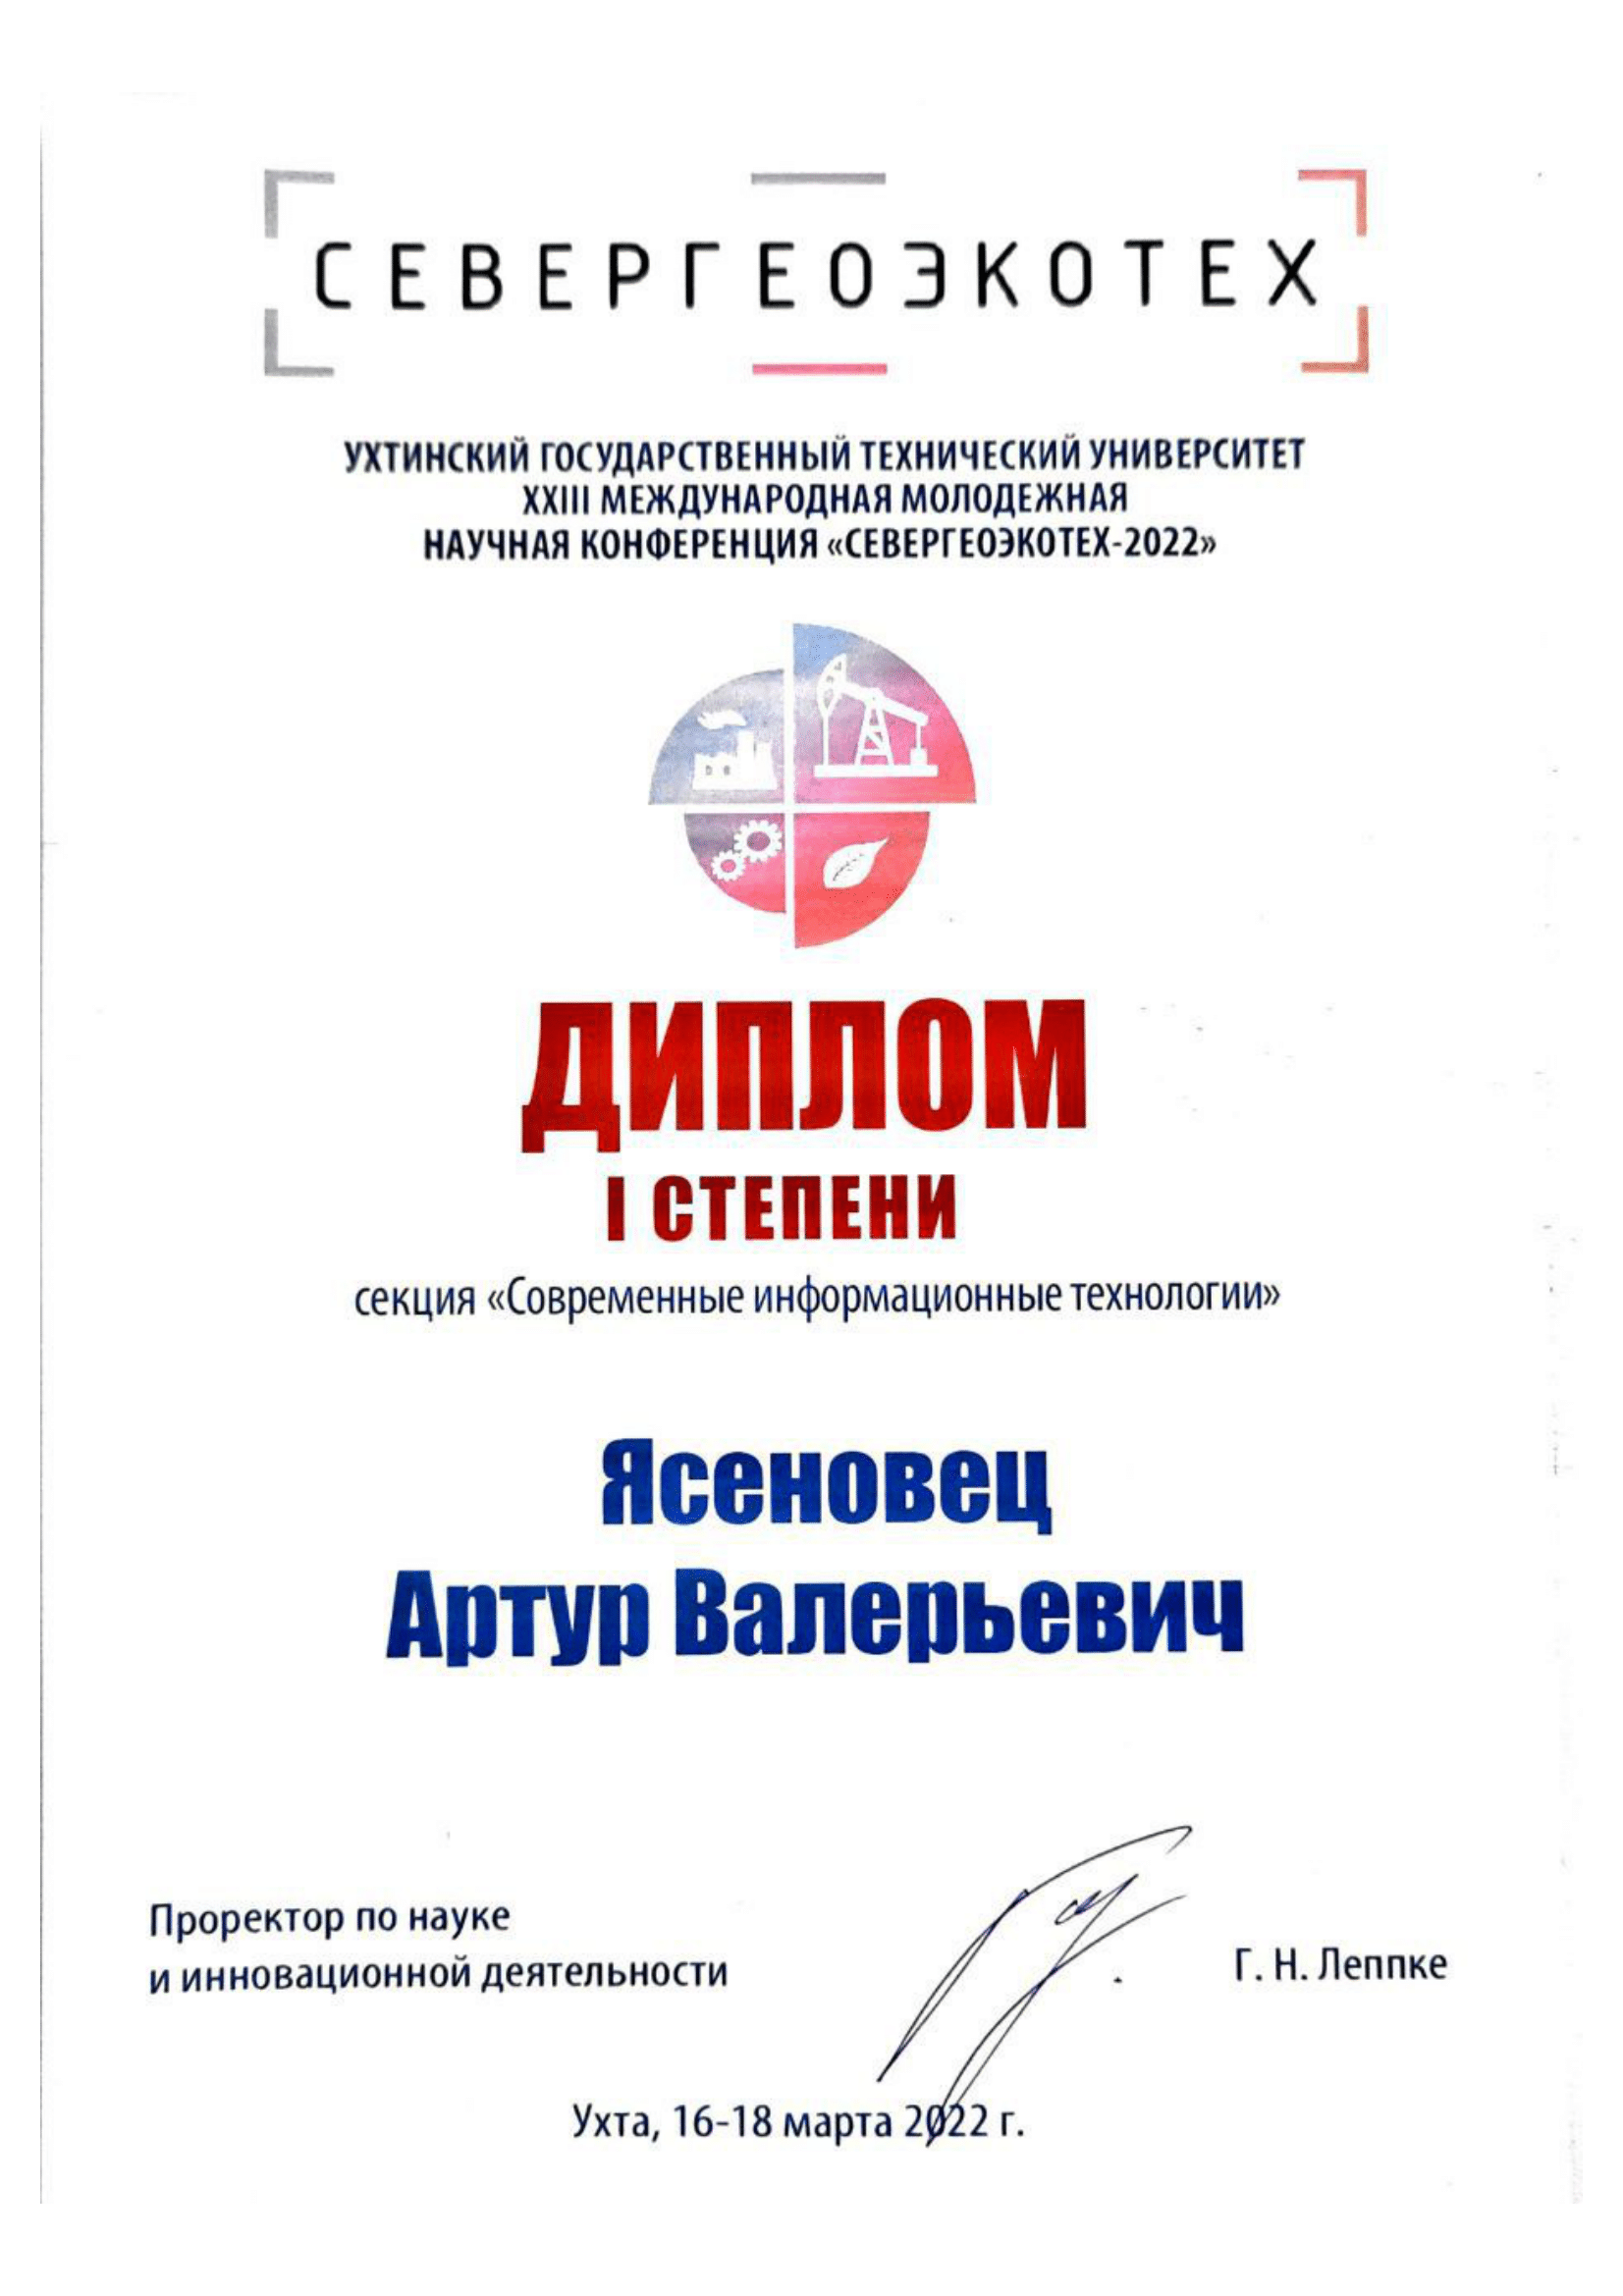 СЕВЕРГЕОЭКОТЕХ
УХТИНСКИЙ ГОСУДАРСТВЕННЫЙ ТЕХНИЧЕСКИЙ УНИВЕРСИТЕТ
XXIII МЕЖДУНАРОДНАЯ МОЛОДЕЖНАЯ
НАУЧНАЯ КОНФЕРЕНЦИЯ «СЕВЕРГЕОЭКОТЕХ-2022»
ДИПЛОМ
I СТЕПЕНИ
секция «Современные информационные технологии»
Ясеновец
Артур Валерьевич
Проректор по науке
и инновационной деятельности
Г. Н. Леппке
Ухта, 16-18 марта 2022 г.